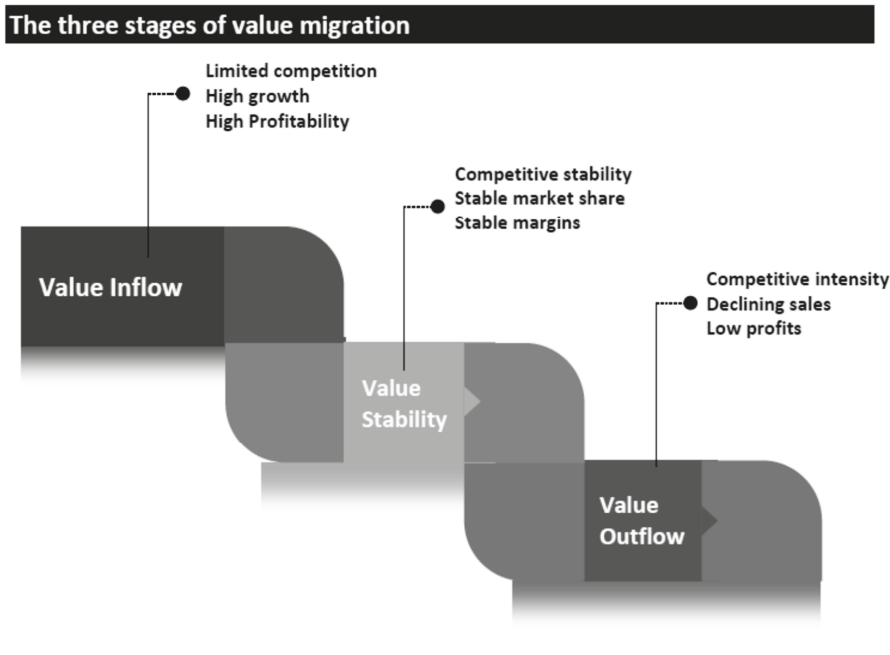 The three stages of value migration
Limited competition
High growth
High Profitability
Competitive stability
Stable market share
Stable margins
Competitive intensity
Declining sales
Low profits
Value Inflow
Value
Stability
Value
Outflow